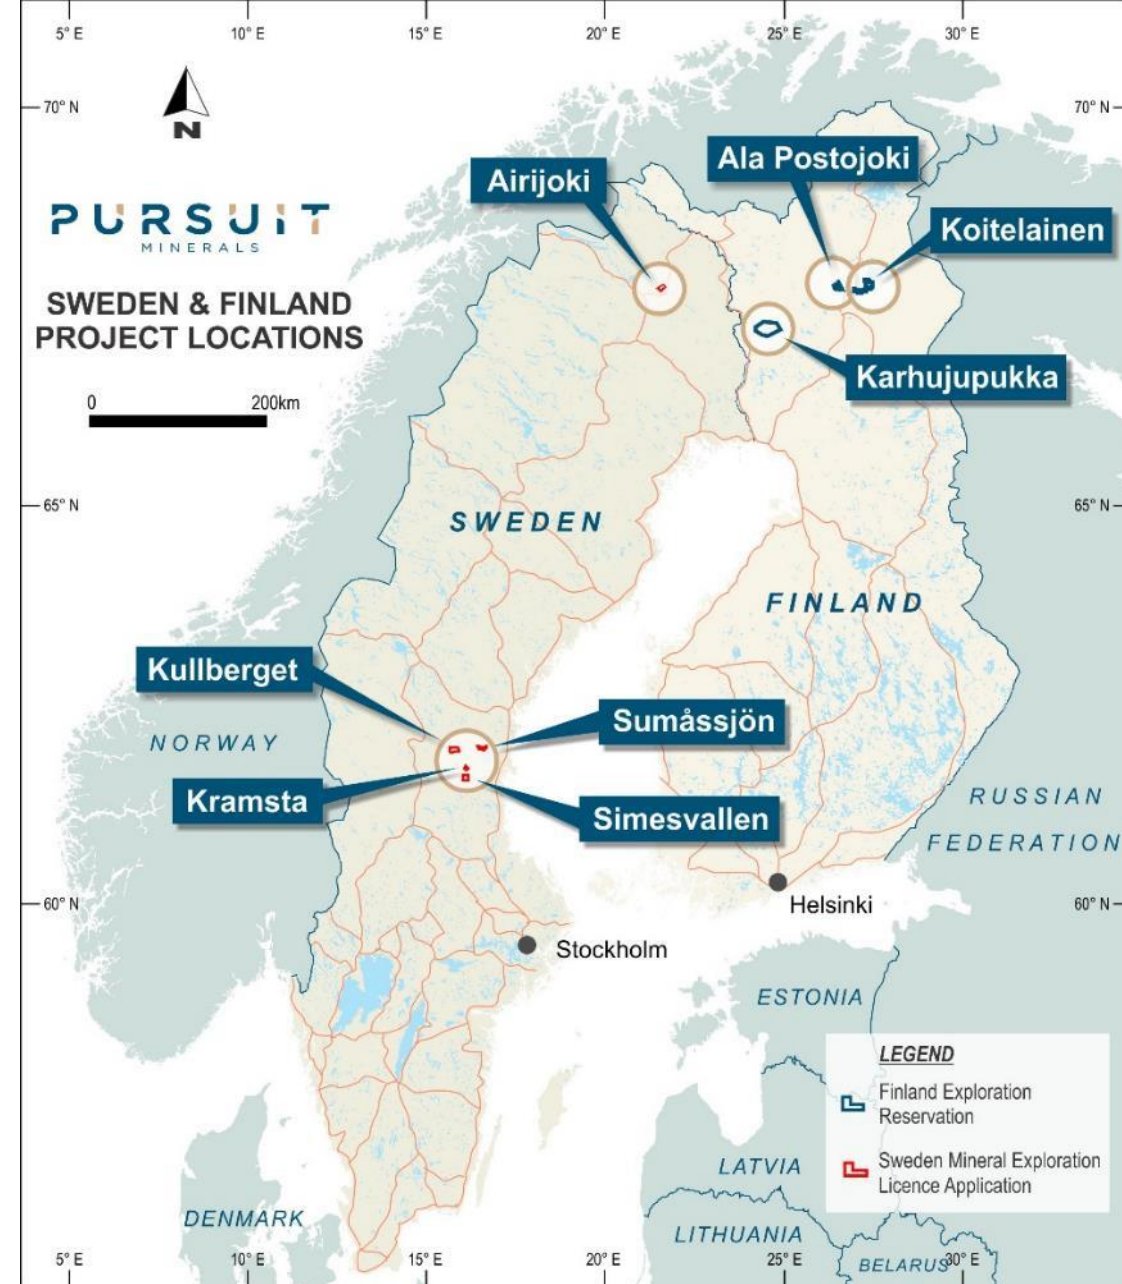 5° E 10° E 15° E 20° E 25° E 30° E
70° N 70° N
N
Ala Postojoki
Airijoki
PURSUIT
MINERALS
Koitelainen
SWEDEN & FINLAND
PROJECT LOCATIONS
Karhujupukka
0 200km
65° N 65° N
SWEDEN
FINLAND
Kullberget
Sumåssjön
NORWAY
Kramsta
Simesvallen
RUSSIAN
FEDERATION
60° N 60° N
Helsinki
Stockholm
ESTONIA
LEGEND
Finland Exploration
Reservation
Sweden Mineral Exploration
Licence Application
LATVIA
DENMARK
LITHUANIA
BELARUS
5° E 10° E 15° E 20° E 25° E 30° E